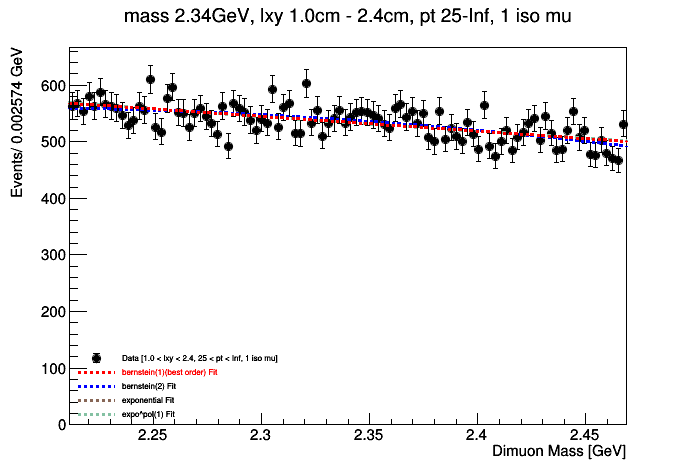 mass 2.34GeV, lxy 1.0cm - 2.4cm, pt 25-Inf, 1 iso mu
Events/ 0.002574 GeV
600
500
400
300
200
100
0
Data [1.0 < lxy < 2.4, 25 < pt < Inf, 1 iso mu]
bernstein(1)(best order) Fit
bernstein(2) Fit
exponential Fit
expo*pol(1) Fit
2.25 2.3 2.35 2.4 2.45
Dimuon Mass [GeV]